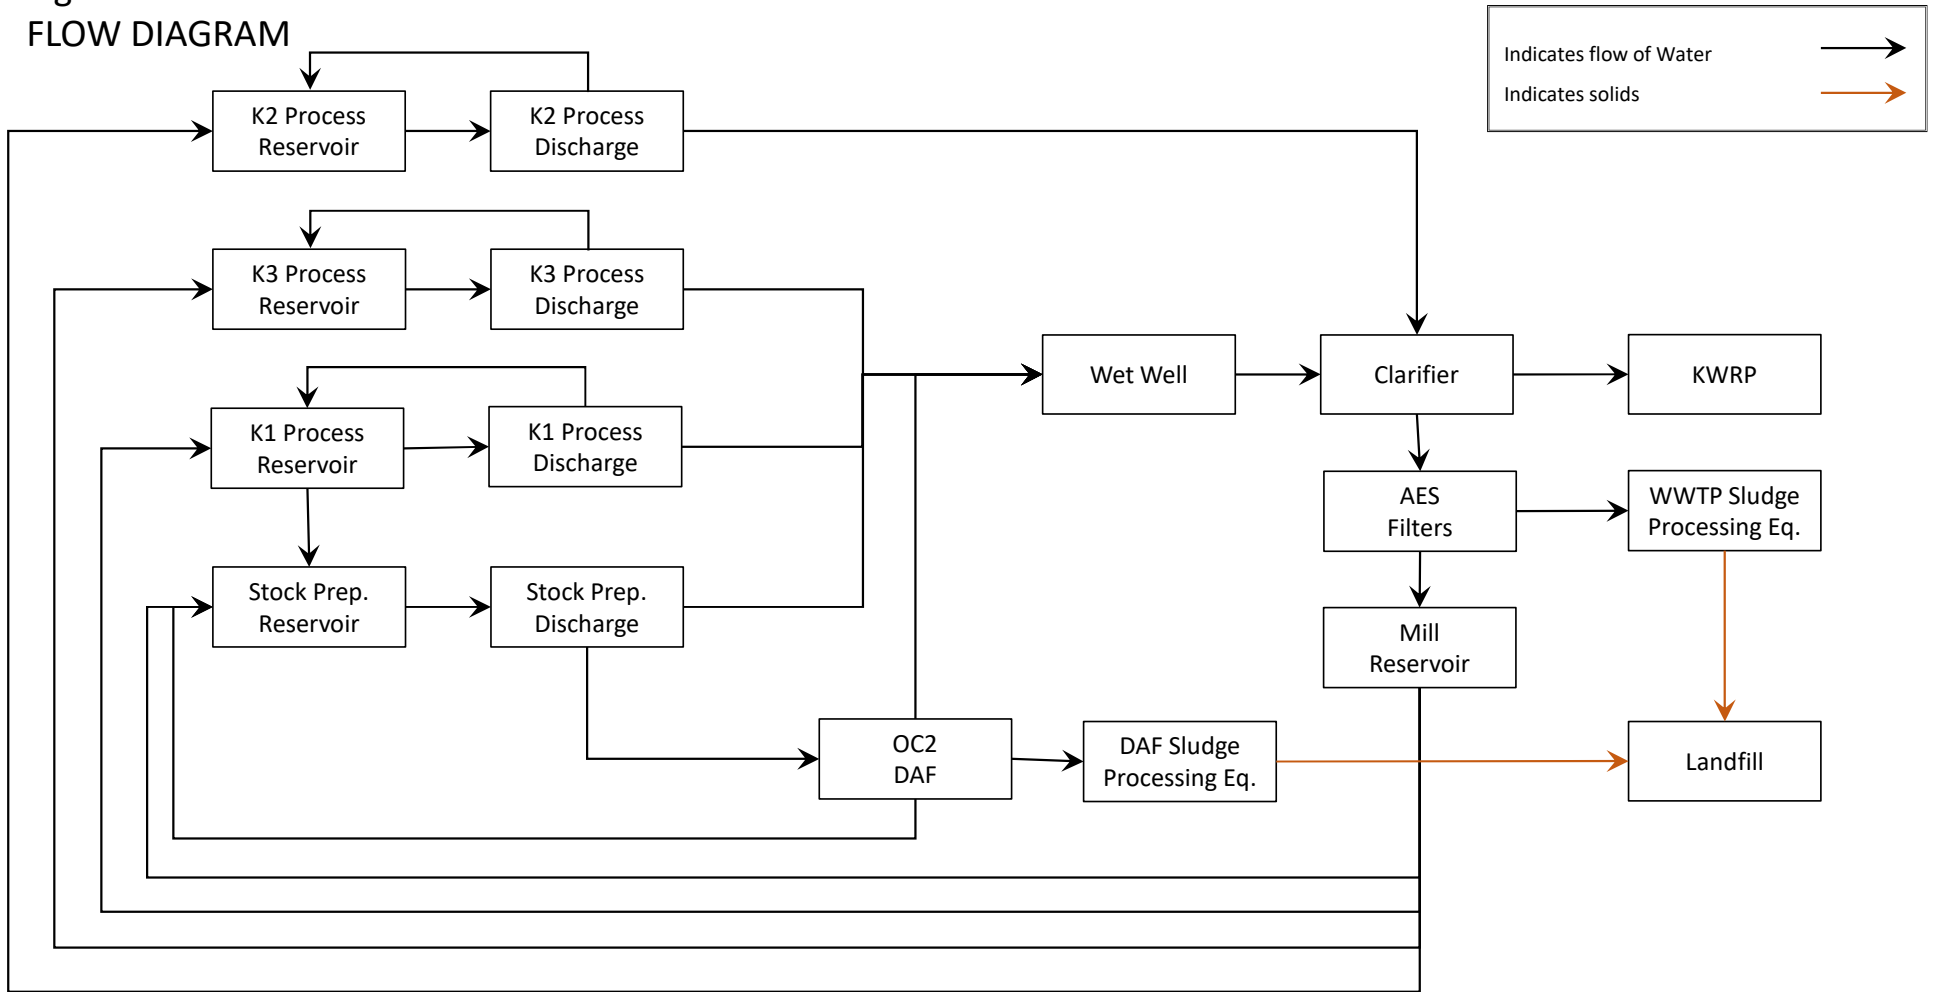 FLOW DIAGRAM
Indicates flow of Water
Indicates solids
K2 Process
Reservoir
K2 Process
Discharge
K3 Process
Reservoir
K3 Process
Discharge
Wet Well
Clarifier
KWRP
K1 Process
Reservoir
K1 Process
Discharge
AES
Filters
WWTP Sludge
Processing Eq.
Stock Prep.
Reservoir
Stock Prep.
Discharge
Mill
Reservoir
OC2
DAF
DAF Sludge
Processing Eq.
Landfill